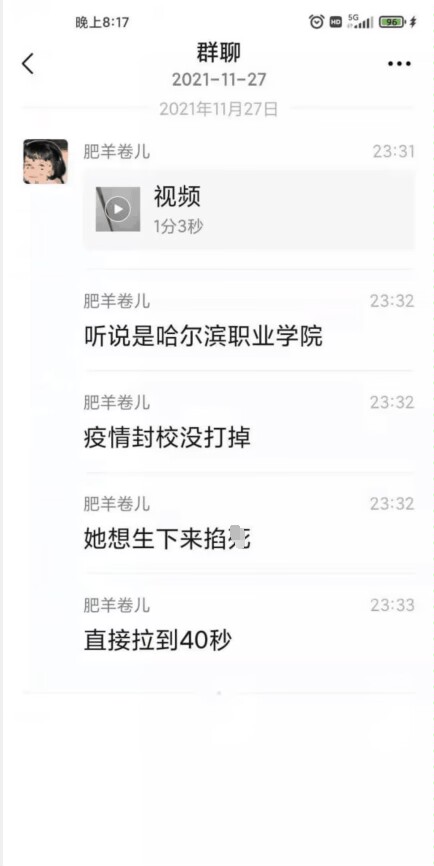 晚上8:17
HD
5G
96
群聊
2021-11-27
2021年11月27日
肥羊卷儿 23:31
视频
1分3秒
肥羊卷儿 23:32
听说是哈尔滨职业学院
肥羊卷儿 23:32
疫情封校没打掉
肥羊卷儿 23:32
她想生下来掐死
肥羊卷儿 23:33
直接拉到40秒